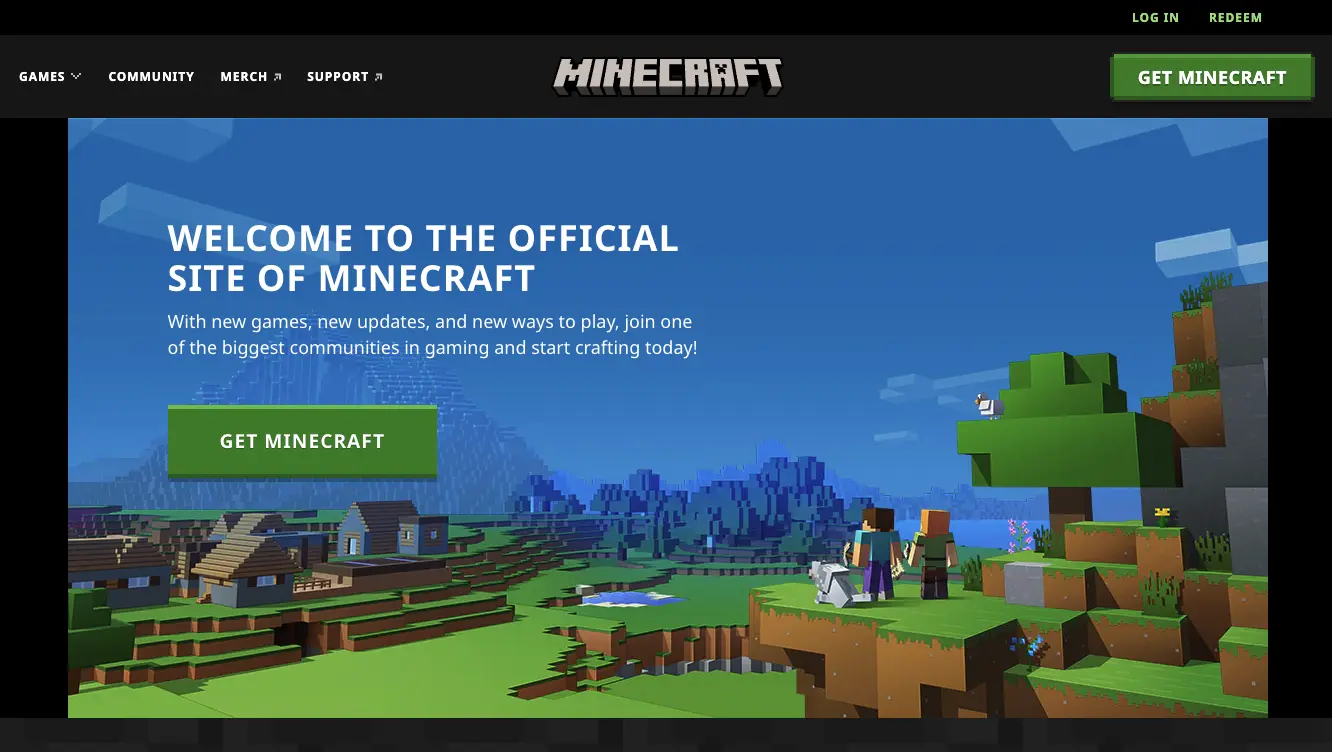 LOG IN REDEEM
GAMES COMMUNITY MERCH SUPPORT MINECRAFT GET MINECRAFT
WELCOME TO THE OFFICIAL
SITE OF MINECRAFT
With new games, new updates, and new ways to play, join one
of the biggest communities in gaming and start crafting today!
GET MINECRAFT